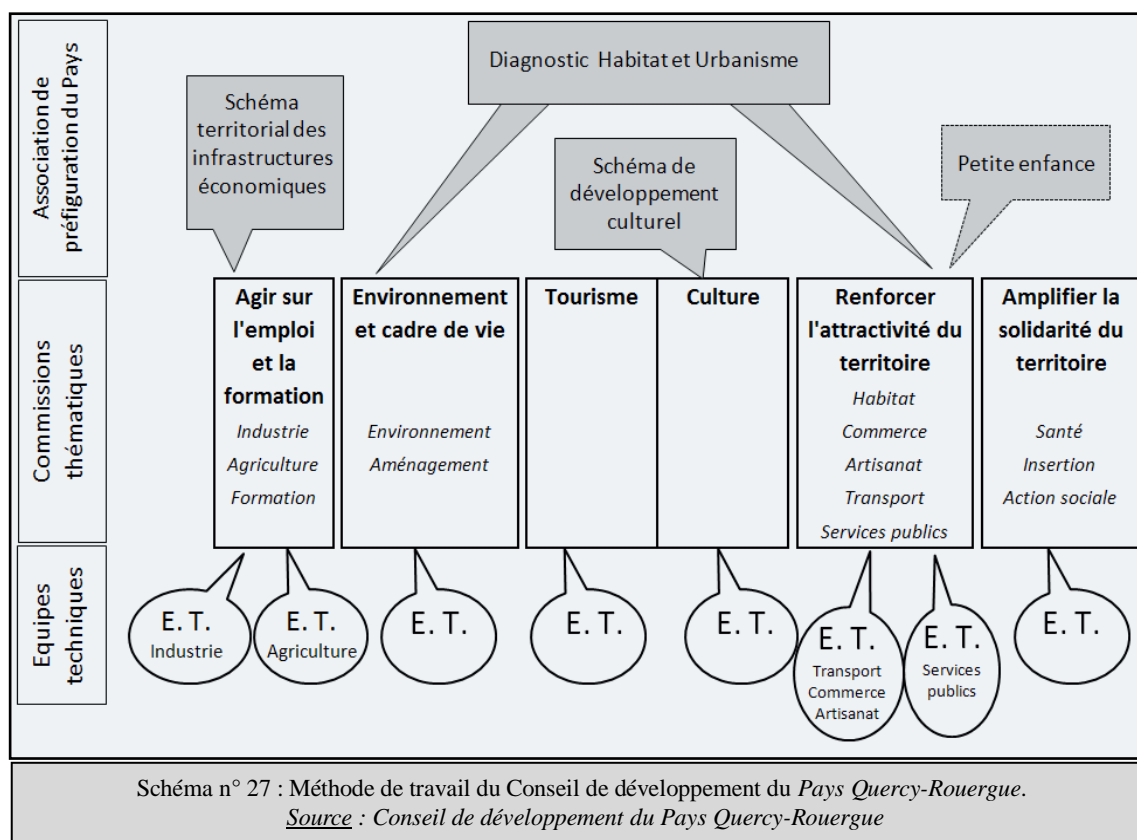 Association de
préfiguration du Pays
Schéma
territorial des
infrastructures
économiques
Diagnostic Habitat et Urbanisme
Schéma de
développement
culturel
Petite enfance
Commissions
thématiques
Agir sur
l'emploi
et la
formation
Industrie
Agriculture
Formation
Environnement
et cadre de vie
Environnement
Aménagement
Tourisme
Culture
Renforcer
l'attractivité du
territoire
Habitat
Commerce
Artisanat
Transport
Services publics
Amplifier la
solidarité du
territoire
Santé
Insertion
Action sociale
Equipes
techniques
E. T.
Industrie
E. T.
Agriculture
E. T.
E. T.
E. T.
E. T.
Transport
Commerce
Artisanat
E. T.
Services
publics
E. T.
Schéma n° 27 : Méthode de travail du Conseil de développement du Pays Quercy-Rouergue.
Source : Conseil de développement du Pays Quercy-Rouergue